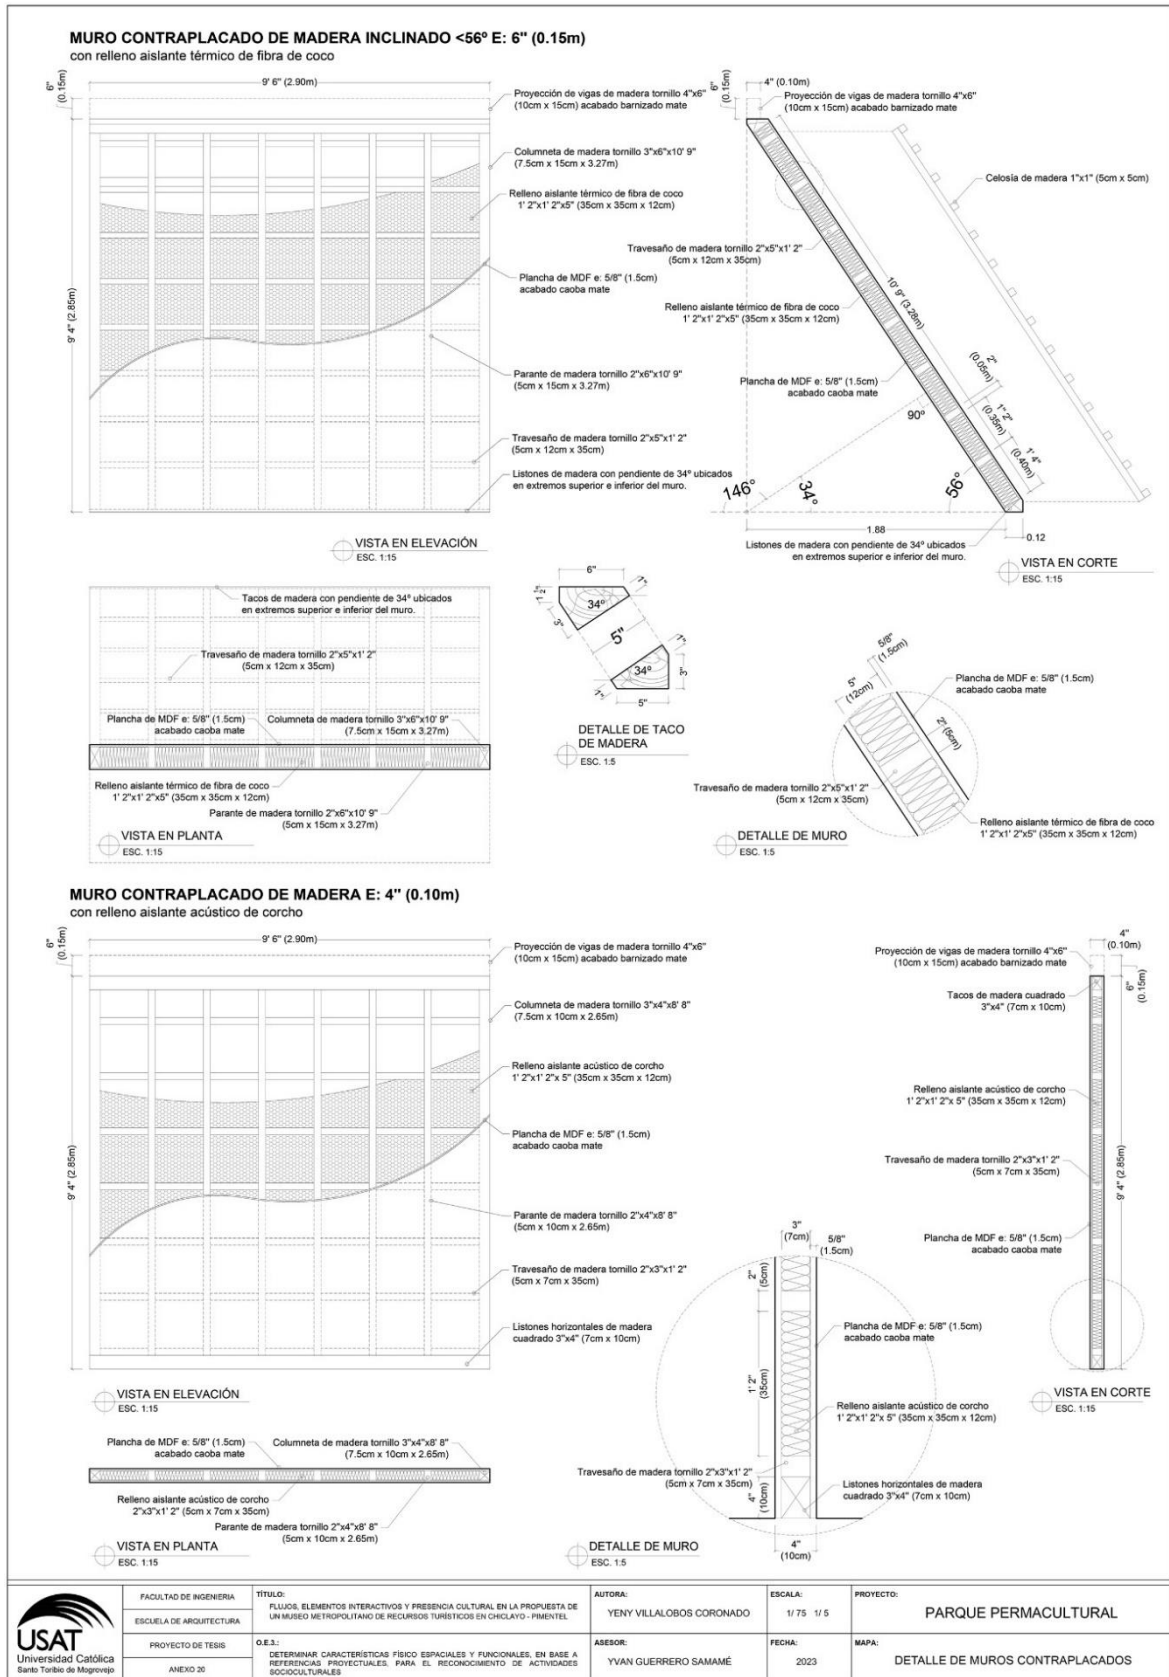 MURO CONTRAPLACADO DE MADERA INCLINADO <56º E: 6" (0.15m)
con relleno aislante térmico de fibra de coco
6"
(0.15m)
9' 6" (2.90m)
Proyección de vigas de madera tornillo 4"x6"
(10cm x 15cm) acabado barnizado mate
Columneta de madera tornillo 3"x6"x10' 9"
(7.5cm x 15cm x 3.27m)
Relleno aislante térmico de fibra de coco
1' 2"x1' 2"x5" (35cm x 35cm x 12cm)
Plancha de MDF e: 5/8" (1.5cm)
acabado caoba mate
9' 4" (2.85m)
Parante de madera tornillo 2"x6"x10' 9"
(5cm x 15cm x 3.27m)
Travesaño de madera tornillo 2"x5"x1' 2"
(5cm x 12cm x 35cm)
Listones de madera con pendiente de 34º ubicados
en extremos superior e inferior del muro.
VISTA EN ELEVACIÓN
ESC. 1:15
6"
(0.15m)
4" (0.10m)
Proyección de vigas de madera tornillo 4"x6"
(10cm x 15cm) acabado barnizado mate
Celosía de madera 1"x1" (5cm x 5cm)
Travesaño de madera tornillo 2"x5"x1' 2"
(5cm x 12cm x 35cm)
10' 9" (3.28m)
Relleno aislante térmico de fibra de coco
1' 2"x1' 2"x5" (35cm x 35cm x 12cm)
2"
(0.05m)
Plancha de MDF e: 5/8" (1.5cm)
acabado caoba mate
1' 2"
(0.35m)
90º
1' 4"
(0.40m)
146°
34°
56°
1.88
0.12
Listones de madera con pendiente de 34º ubicados
en extremos superior e inferior del muro.
VISTA EN CORTE
ESC. 1:15
Tacos de madera con pendiente de 34º ubicados
en extremos superior e inferior del muro.
Travesaño de madera tornillo 2"x5"x1' 2"
(5cm x 12cm x 35cm)
Plancha de MDF e: 5/8" (1.5cm)
acabado caoba mate
Columneta de madera tornillo 3"x6"x10' 9"
(7.5cm x 15cm x 3.27m)
Relleno aislante térmico de fibra de coco
1' 2"x1' 2"x5" (35cm x 35cm x 12cm)
Parante de madera tornillo 2"x6"x10' 9"
(5cm x 15cm x 3.27m)
VISTA EN PLANTA
ESC. 1:15
6"
1"
34º
3"
5"
1"
34º
3"
1"
5"
DETALLE DE TACO
DE MADERA
ESC. 1:5
5/8"
(1.5cm)
5"
(12cm)
Plancha de MDF e: 5/8" (1.5cm)
acabado caoba mate
2" (5cm)
Travesaño de madera tornillo 2"x5"x1' 2"
(5cm x 12cm x 35cm)
Relleno aislante térmico de fibra de coco
1' 2"x1' 2"x5" (35cm x 35cm x 12cm)
DETALLE DE MURO
ESC. 1:5
MURO CONTRAPLACADO DE MADERA E: 4" (0.10m)
con relleno aislante acústico de corcho
6"
(0.15m)
9' 6" (2.90m)
Proyección de vigas de madera tornillo 4"x6"
(10cm x 15cm) acabado barnizado mate
Columneta de madera tornillo 3"x4"x8' 8"
(7.5cm x 10cm x 2.65m)
Relleno aislante acústico de corcho
1' 2"x1' 2"x 5" (35cm x 35cm x 12cm)
Plancha de MDF e: 5/8" (1.5cm)
acabado caoba mate
9' 4" (2.85m)
Parante de madera tornillo 2"x4"x8' 8"
(5cm x 10cm x 2.65m)
Travesaño de madera tornillo 2"x3"x1' 2"
(5cm x 7cm x 35cm)
Listones horizontales de madera
cuadrado 3"x4" (7cm x 10cm)
VISTA EN ELEVACIÓN
ESC. 1:15
4"
(0.10m)
Proyección de vigas de madera tornillo 4"x6"
(10cm x 15cm) acabado barnizado mate
6"
(0.15m)
Tacos de madera cuadrado
3"x4" (7cm x 10cm)
Relleno aislante acústico de corcho
1' 2"x1' 2"x 5" (35cm x 35cm x 12cm)
Travesaño de madera tornillo 2"x3"x1' 2"
(5cm x 7cm x 35cm)
9' 4" (2.85m)
Plancha de MDF e: 5/8" (1.5cm)
acabado caoba mate
VISTA EN CORTE
ESC. 1:15
3"
(7cm)
5/8"
(1.5cm)
2"
(5cm)
Plancha de MDF e: 5/8" (1.5cm)
acabado caoba mate
1' 2"
(35cm)
Relleno aislante acústico de corcho
1' 2"x1' 2"x 5" (35cm x 35cm x 12cm)
Travesaño de madera tornillo 2"x3"x1' 2"
(5cm x 7cm x 35cm)
4"
(10cm)
Listones horizontales de madera
cuadrado 3"x4" (7cm x 10cm)
4"
(10cm)
DETALLE DE MURO
ESC. 1:5
Plancha de MDF e: 5/8" (1.5cm)
acabado caoba mate
Columneta de madera tornillo 3"x4"x8' 8"
(7.5cm x 10cm x 2.65m)
Relleno aislante acústico de corcho
2"x3"x1' 2" (5cm x 7cm x 35cm)
Parante de madera tornillo 2"x4"x8' 8"
(5cm x 10cm x 2.65m)
VISTA EN PLANTA
ESC. 1:15
USAT
Universidad Católica
Santo Toribio de Mogrovejo
FACULTAD DE INGENIERIA
ESCUELA DE ARQUITECTURA
PROYECTO DE TESIS
ANEXO 20
TÍTULO:
FLUJOS, ELEMENTOS INTERACTIVOS Y PRESENCIA CULTURAL EN LA PROPUESTA DE
UN MUSEO METROPOLITANO DE RECURSOS TURÍSTICOS EN CHICLAYO - PIMENTEL
O.E.3.:
DETERMINAR CARACTERÍSTICAS FÍSICO ESPACIALES Y FUNCIONALES, EN BASE A
REFERENCIAS PROYECTUALES, PARA EL RECONOCIMIENTO DE ACTIVIDADES
SOCIOCULTURALES
AUTORA:
YENY VILLALOBOS CORONADO
ASESOR:
YVAN GUERRERO SAMAMÉ
ESCALA:
1/ 75 1/ 5
FECHA:
2023
PROYECTO:
PARQUE PERMACULTURAL
MAPA:
DETALLE DE MUROS CONTRAPLACADOS